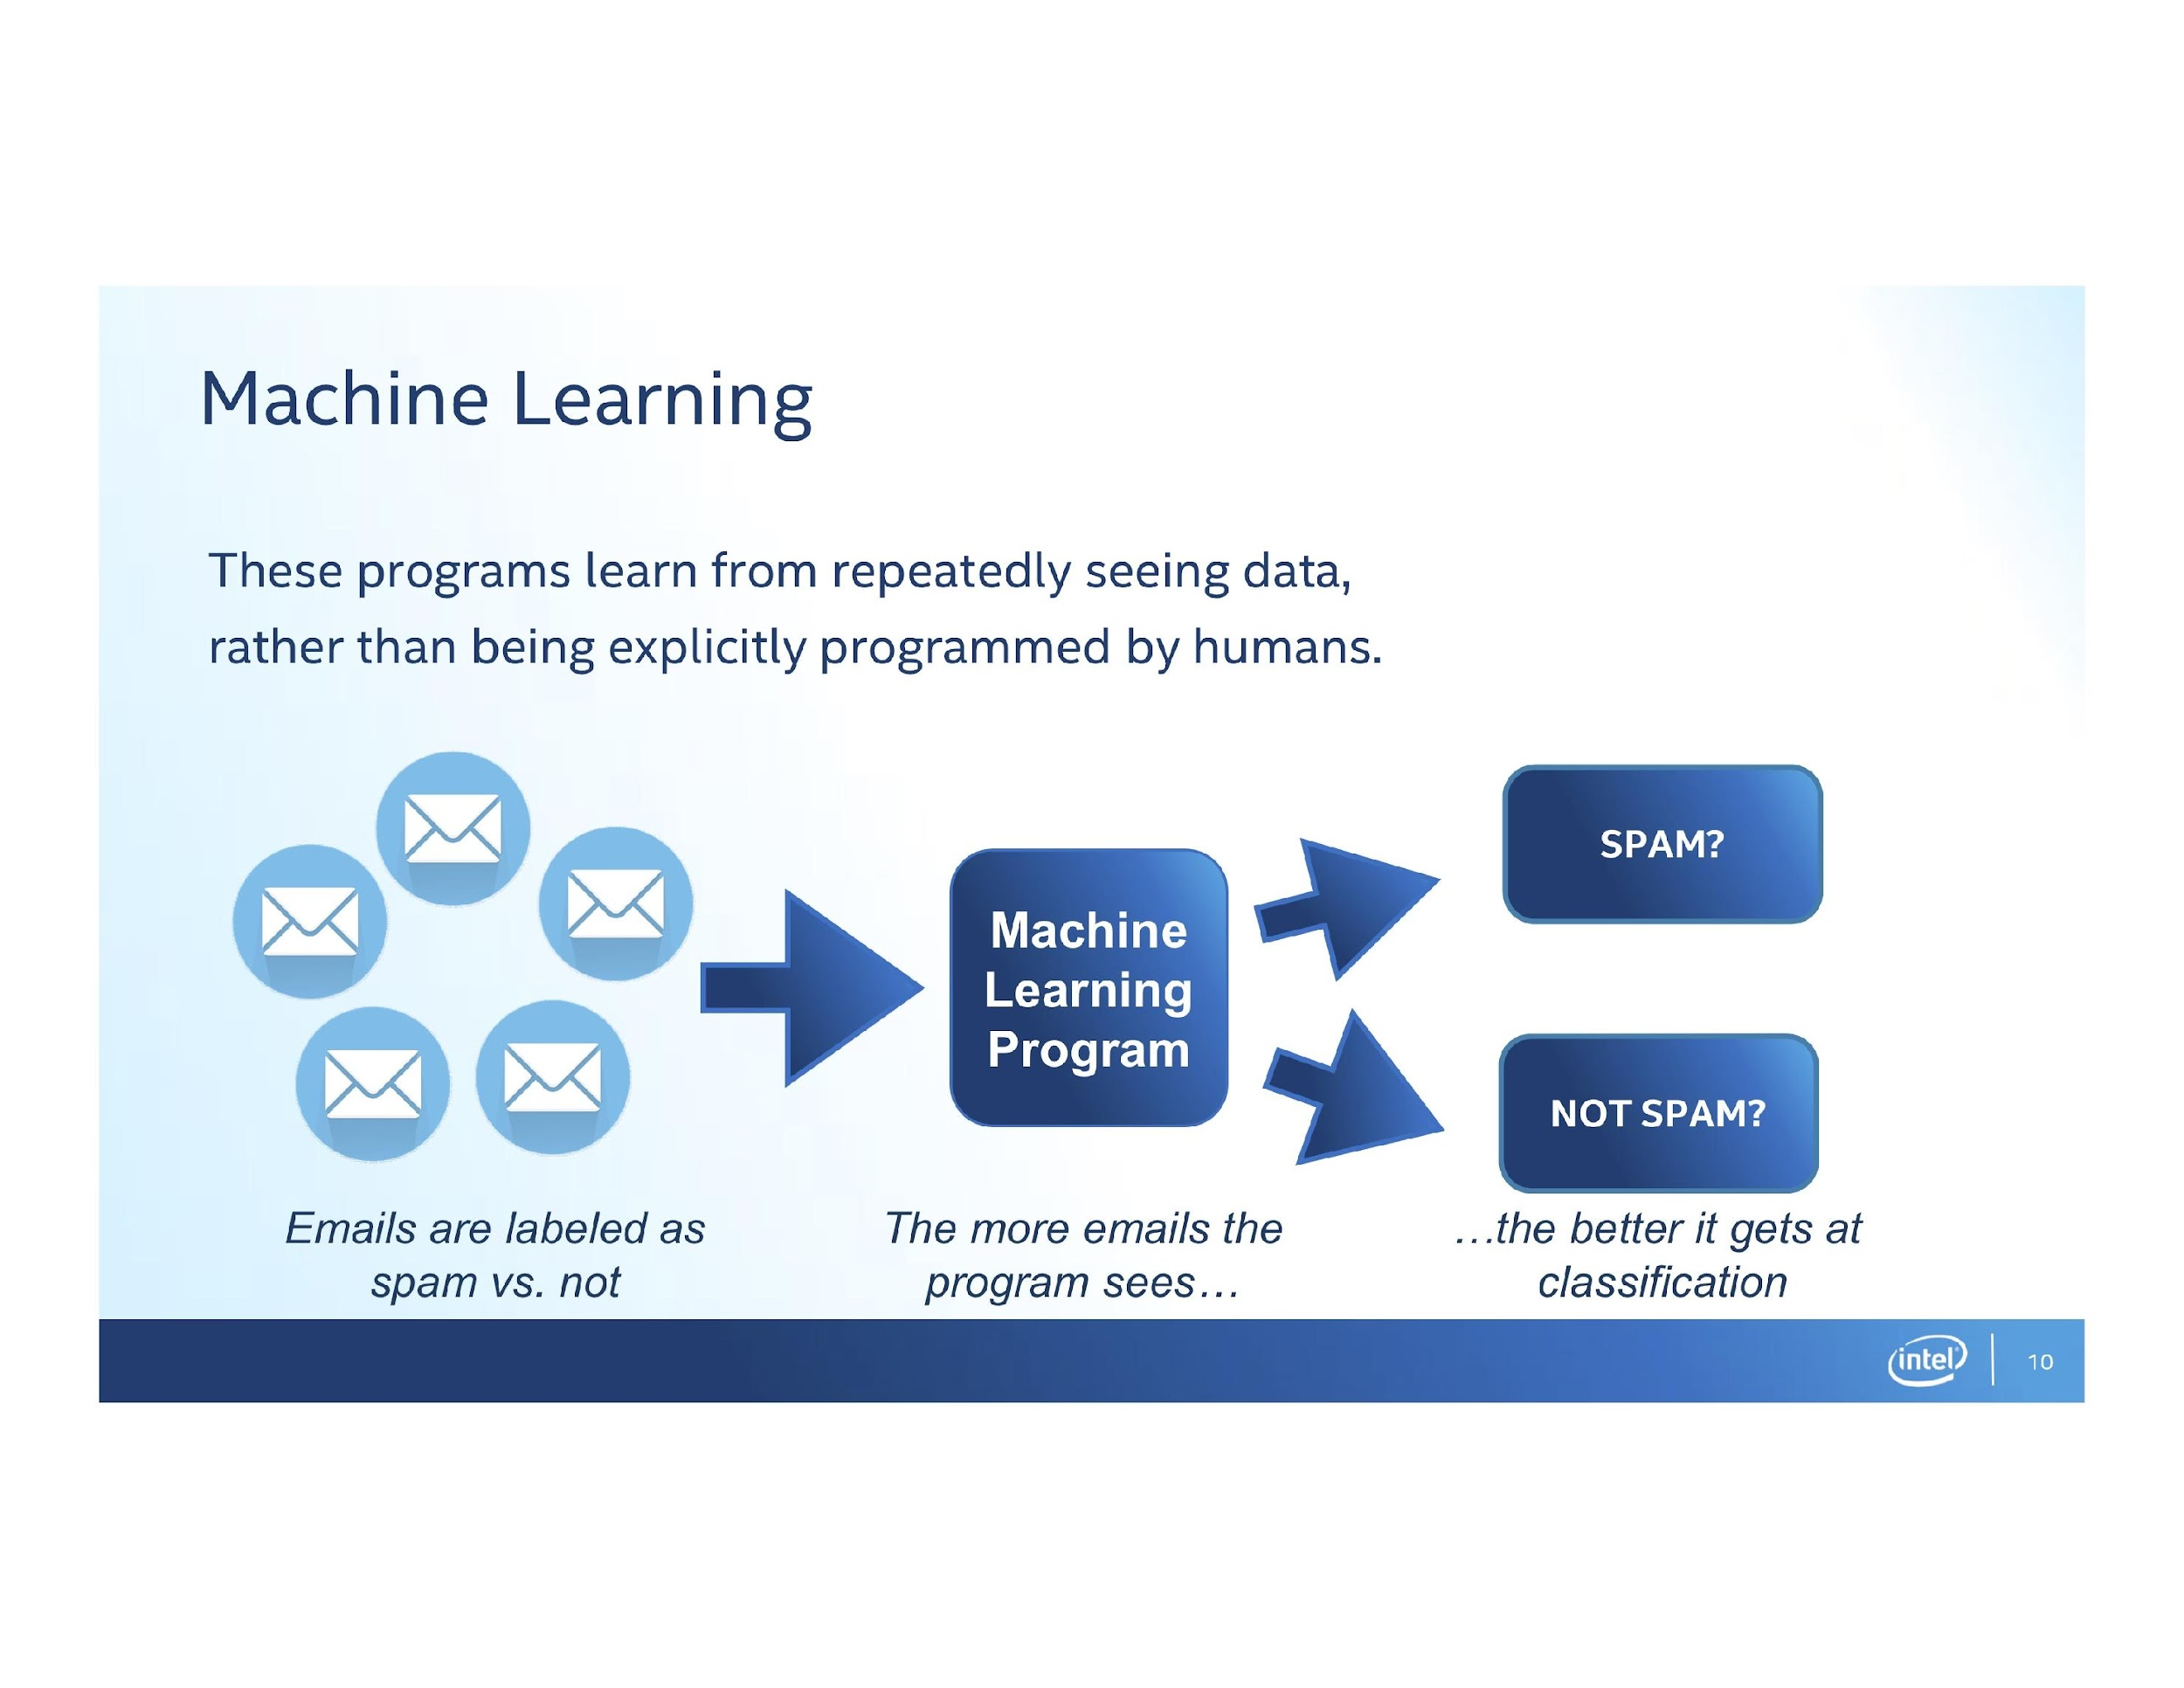 Machine Learning
These programs learn from repeatedly seeing data,
rather than being explicitly programmed by humans.
Machine
Learning
Program
SPAM?
NOT SPAM?
Emails are labeled as
spam vs. not
The more emails the
program sees…
…the better it gets at
classification
intel
10